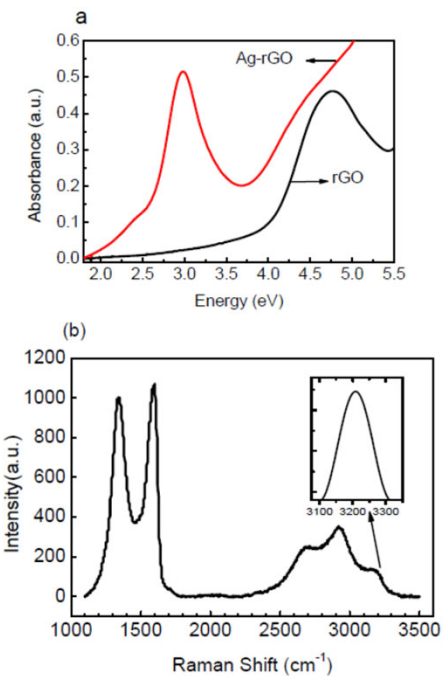 a
0.6
Ag-rGO
0.5
0.4
0.3
0.2
rGO
0.1
0.0
2.0 2.5 3.0 3.5 4.0 4.5 5.0 5.5
Absorbance (a.u.)
Energy (eV)
(b)
1200
1000
800
600
400
200
0
3100 3200 3300
1000 1500 2000 2500 3000 3500
Intensity(a.u.)
Raman Shift (cm⁻¹)